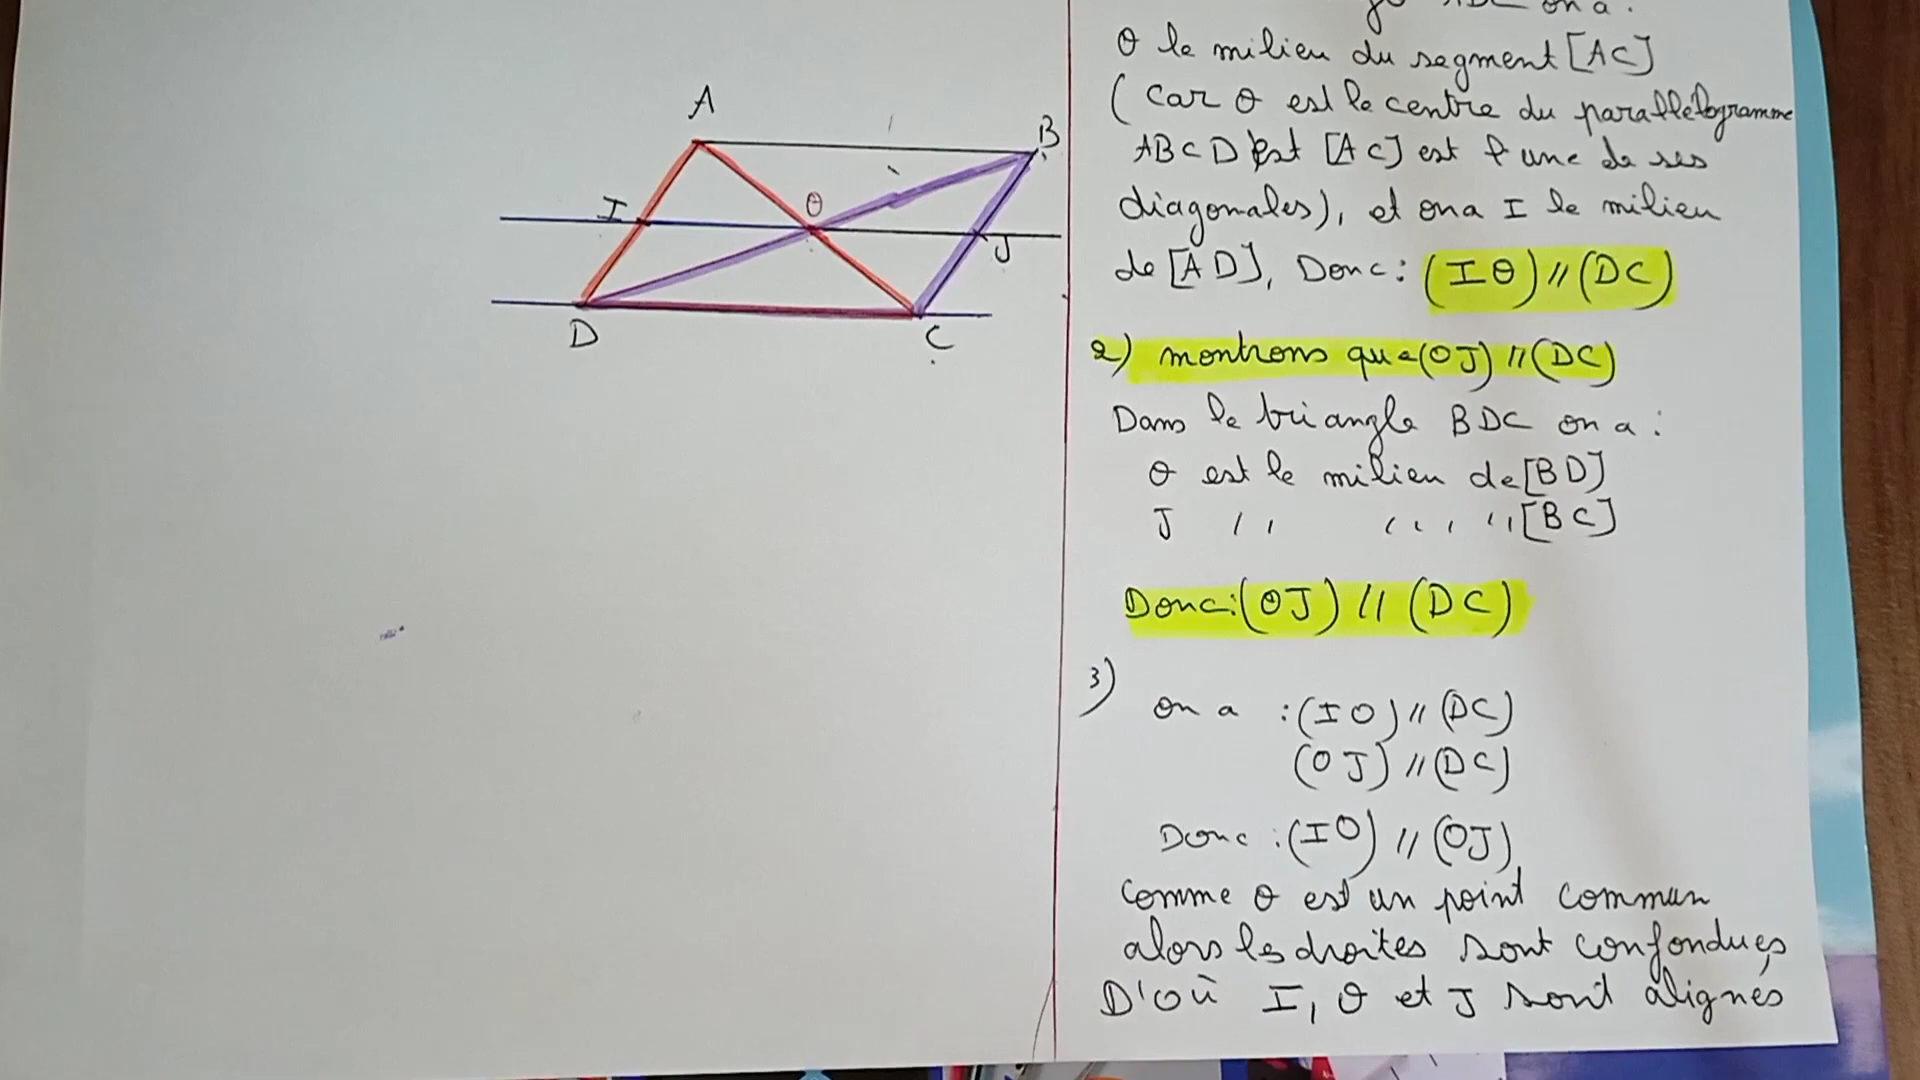 A
B
I
O
J
D
C
on a :
O le milieu du segment [AC]
(car O est le centre du parallélogramme
ABCD et [AC] est l'une de ses
diagonales), et on a I le milieu
de [AD], Donc : (IO) // (DC)
2) montrons que (OJ) // (DC)
Dans le triangle BDC on a :
O est le milieu de [BD]
J ,, ,,, ,, [BC]
Donc : (OJ) // (DC)
3)
on a : (IO) // (DC)
(OJ) // (DC)
Donc : (IO) // (OJ)
comme O est un point commun
alors les droites sont confondues
D'où I, O et J sont alignés